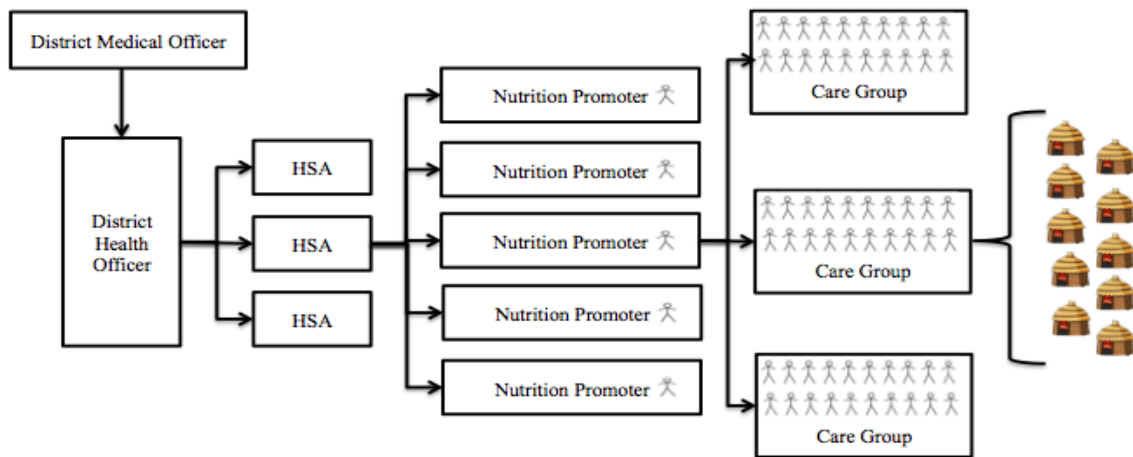 District Medical Officer
District
Health
Officer
HSA
HSA
HSA
Nutrition Promoter
Nutrition Promoter
Nutrition Promoter
Nutrition Promoter
Nutrition Promoter
Care Group
Care Group
Care Group